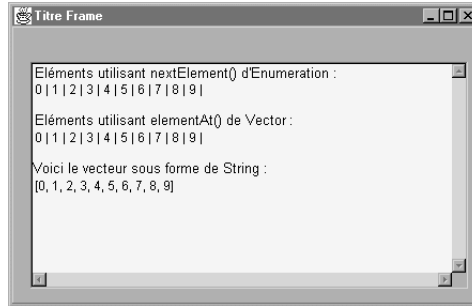 Titre Frame
Eléments utilisant nextElement() d'Enumeration :
0 | 1 | 2 | 3 | 4 | 5 | 6 | 7 | 8 | 9 |
Eléments utilisant elementAt() de Vector :
0 | 1 | 2 | 3 | 4 | 5 | 6 | 7 | 8 | 9 |
Voici le vecteur sous forme de String :
[0, 1, 2, 3, 4, 5, 6, 7, 8, 9]